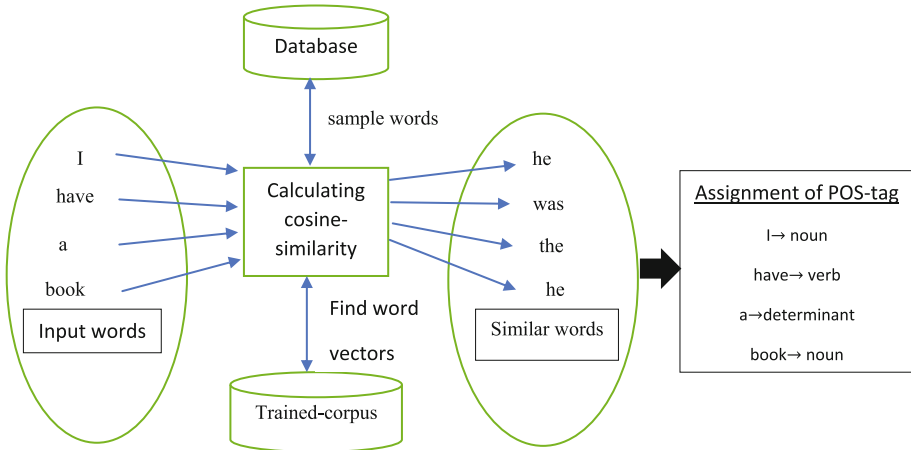 Database
sample words
I
have
a
book
Input words
Calculating
cosine-
similarity
Find word
vectors
Trained-corpus
he
was
the
he
Similar words
Assignment of POS-tag
I→ noun
have→ verb
a→determinant
book→ noun